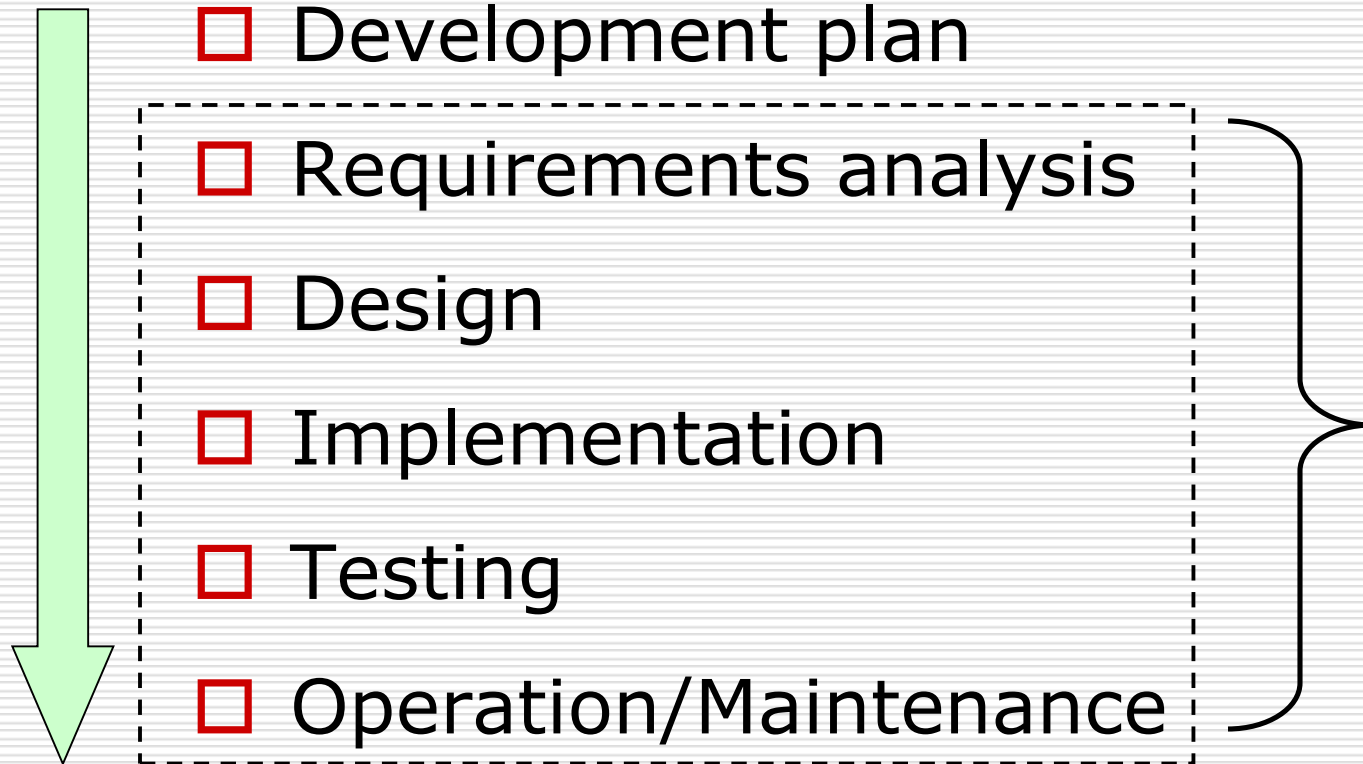 Development plan
Requirements analysis
Design
Implementation
Testing
Operation/Maintenance